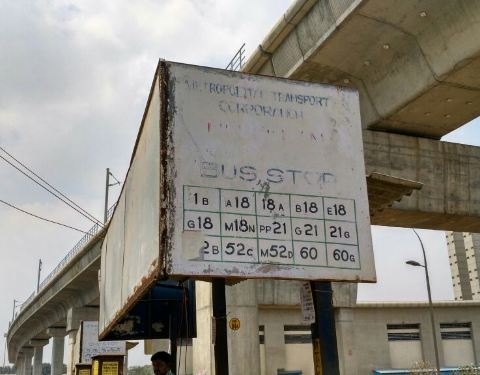 METROPOLITAN TRANSPORT
CORPORATION
BUS STOP
1B A18 18A B18 E18
G18 M18N PP21 G21 21G
2B 52C M52D 60 60G